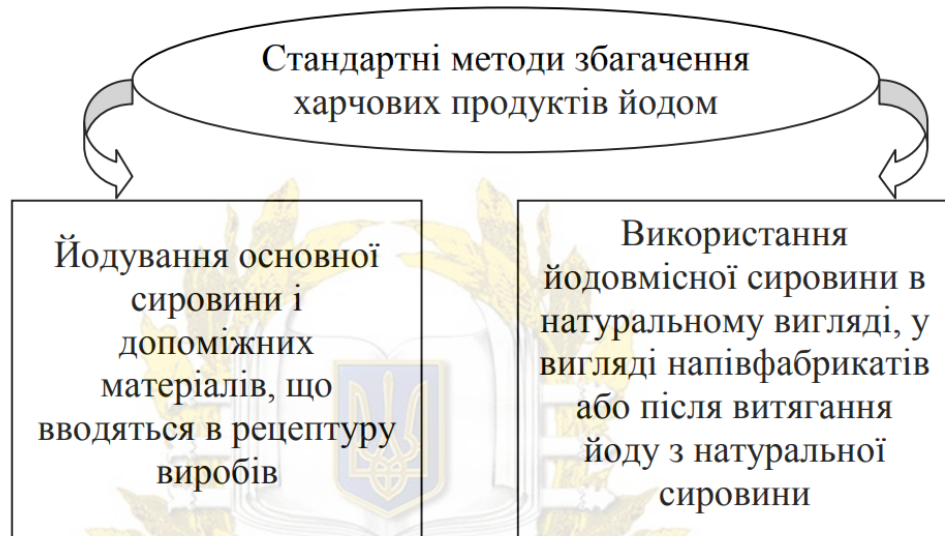 Стандартні методи збагачення
харчових продуктів йодом
Йодування основної
сировини і
допоміжних
матеріалів, що
вводяться в рецептуру
виробів
Використання
йодовмісної сировини в
натуральному вигляді, у
вигляді напівфабрикатів
або після витягання
йоду з натуральної
сировини